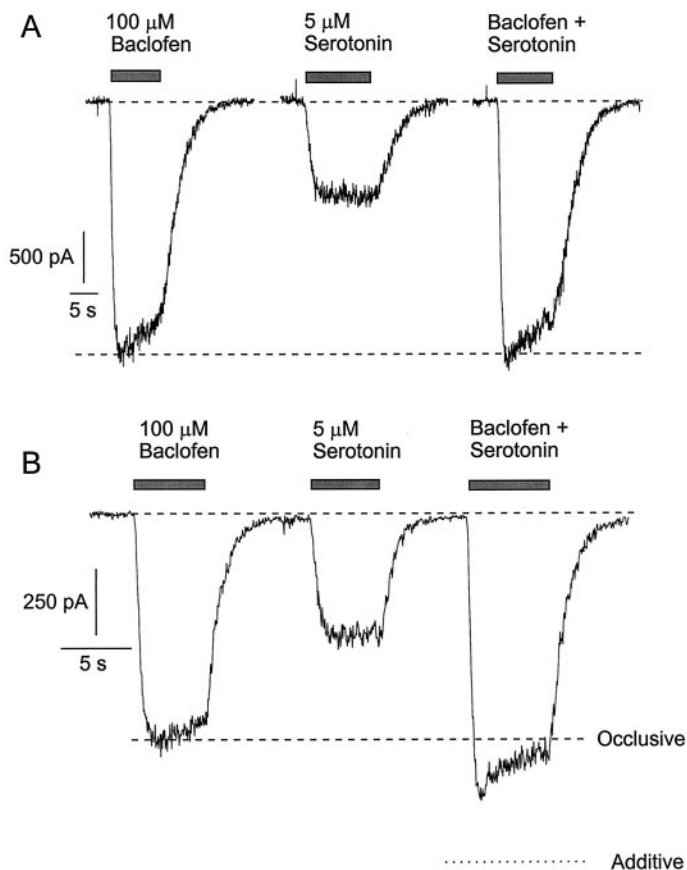 A
100 μM
Baclofen
5 μM
Serotonin
Baclofen +
Serotonin
500 pA
5 s
B
100 μM
Baclofen
5 μM
Serotonin
Baclofen +
Serotonin
250 pA
5 s
Occlusive
Additive